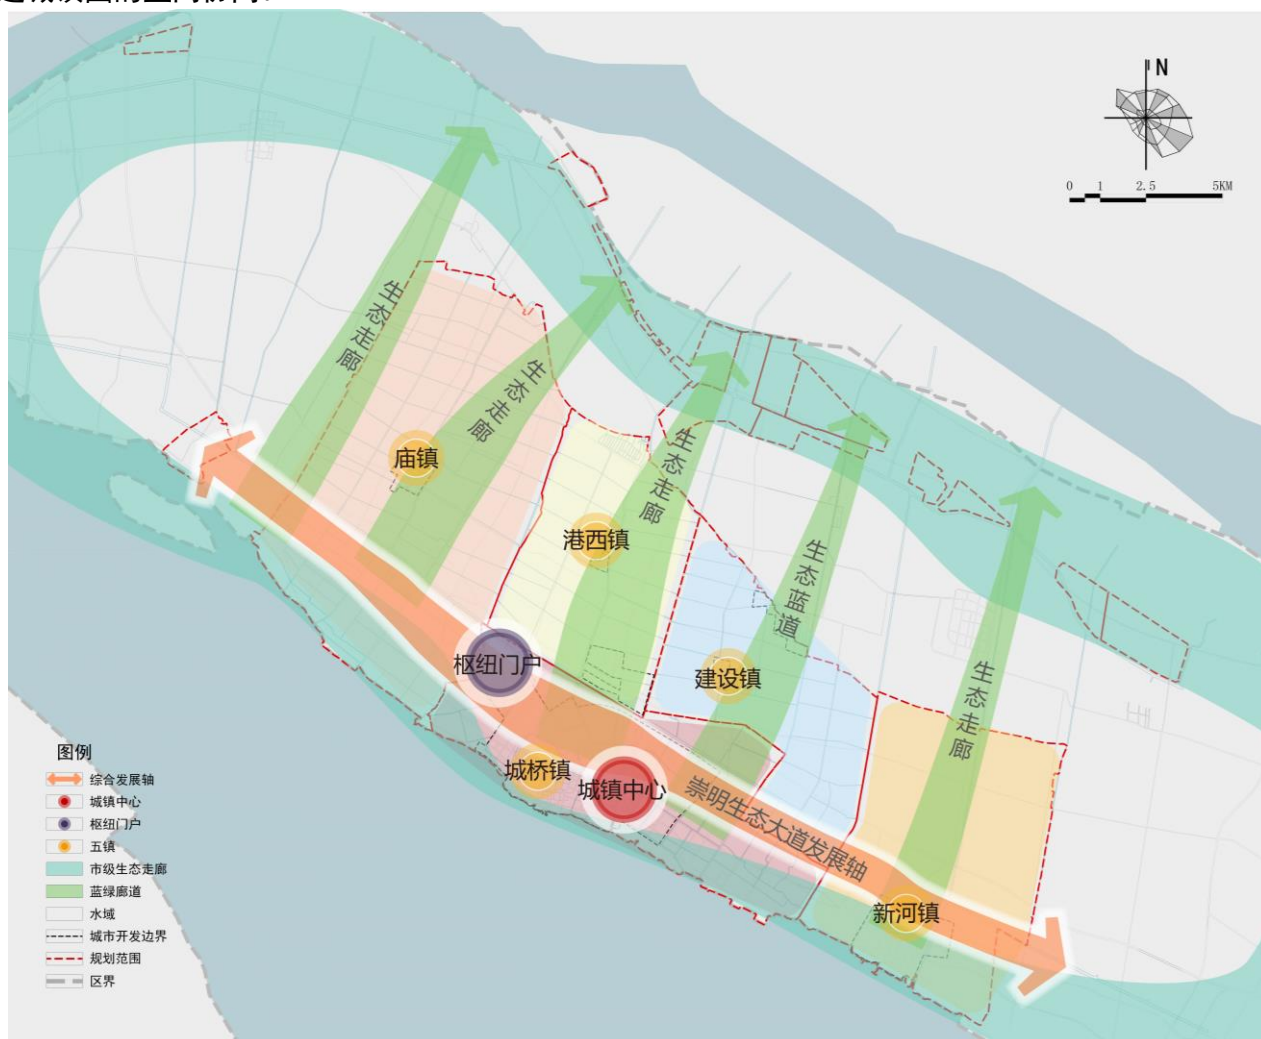 N
0 1 2.5 5KM
生态走廊
生态走廊
生态走廊
生态蓝道
生态走廊
庙镇
港西镇
建设镇
枢纽门户
城桥镇
城镇中心
新河镇
崇明生态大道发展轴
图例
综合发展轴
城镇中心
枢纽门户
五镇
市级生态走廊
蓝绿廊道
水域
城市开发边界
规划范围
区界